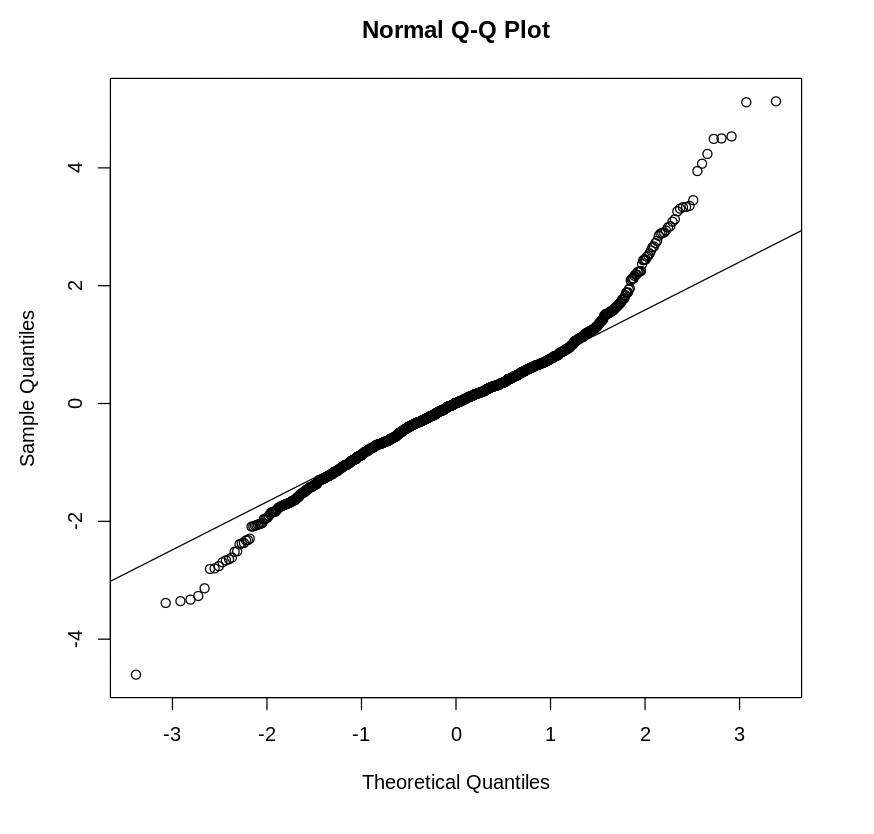 Normal Q-Q Plot
4
2
0
-2
-4
Sample Quantiles
-3 -2 -1 0 1 2 3
Theoretical Quantiles